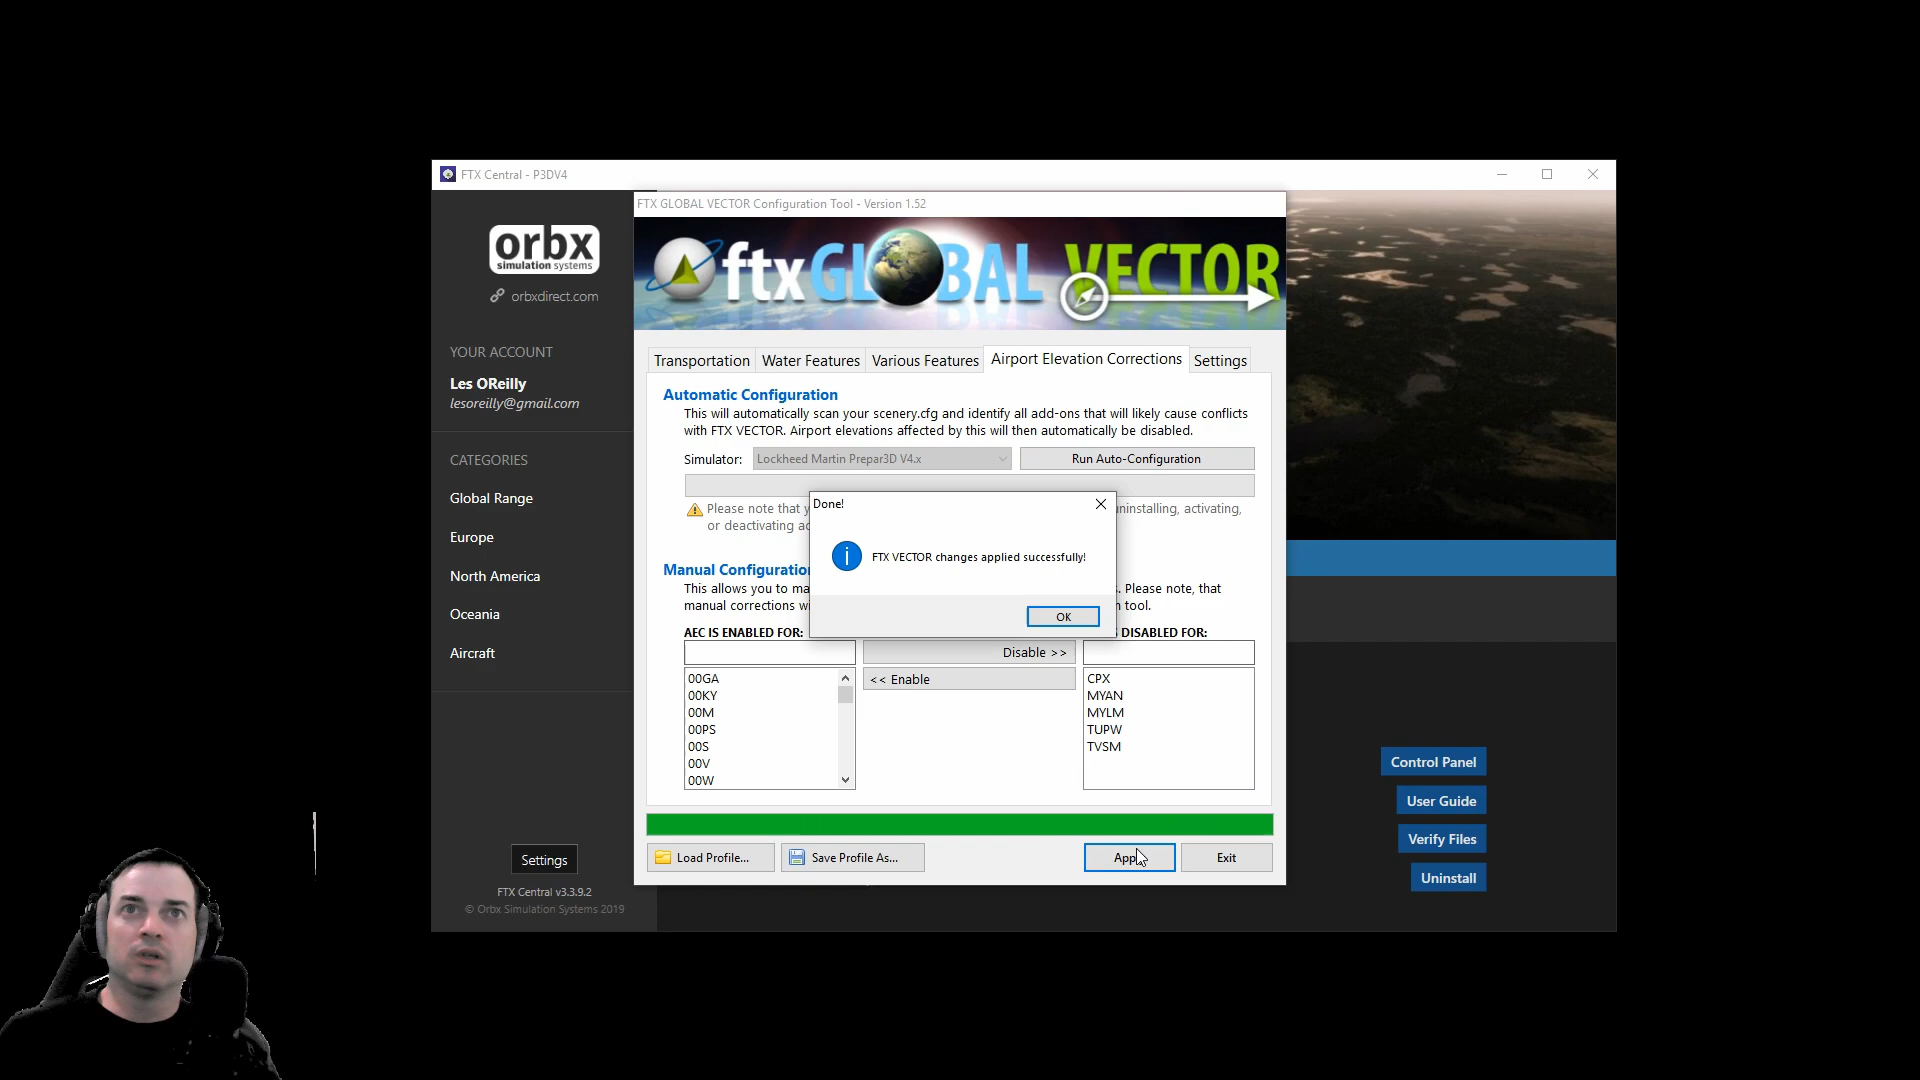 FTX Central - P3DV4
orbx
simulation systems
orbxdirect.com
YOUR ACCOUNT
Les OReilly
lesoreilly@gmail.com
CATEGORIES
Global Range
Europe
North America
Oceania
Aircraft
Settings
FTX Central v3.3.9.2
© Orbx Simulation Systems 2019
FTX GLOBAL VECTOR Configuration Tool - Version 1.52
ftx GLOBAL VECTOR
Transportation
Water Features
Various Features
Airport Elevation Corrections
Settings
Automatic Configuration
This will automatically scan your scenery.cfg and identify all add-ons that will likely cause conflicts
with FTX VECTOR. Airport elevations affected by this will then automatically be disabled.
Simulator:
Lockheed Martin Prepar3D V4.x
Run Auto-Configuration
Please note that
uninstalling, activating,
or deactivating
Done!
FTX VECTOR changes applied successfully!
OK
Manual Configuration
This allows you to
Please note, that
manual corrections
tool.
AEC IS ENABLED FOR:
DISABLED FOR:
Disable >>
<< Enable
00GA
00KY
00M
00PS
00S
00V
00W
CPX
MYAN
MYLM
TUPW
TVSM
Load Profile...
Save Profile As...
App
Exit
Control Panel
User Guide
Verify Files
Uninstall